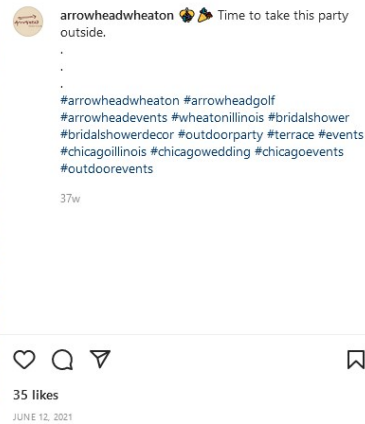 arrowheadwheaton 🐝 🎉 Time to take this party
outside.
.
.
.
#arrowheadwheaton #arrowheadgolf
#arrowheadevents #wheatonillinois #bridalshower
#bridalshowerdecor #outdoorparty #terrace #events
#chicagoillinois #chicagowedding #chicagoevents
#outdoorevents
37w
35 likes
JUNE 12, 2021